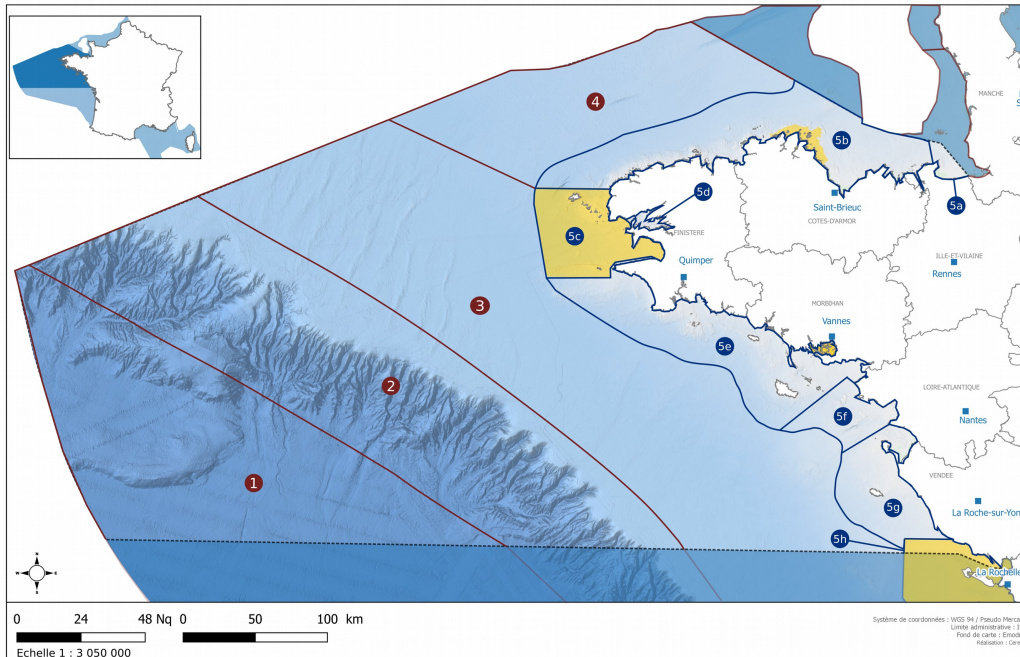 MANCHE
4
5b
5d
5a
Saint-Brieuc
COTES-D'ARMOR
5c
FINISTERE
ILLE-ET-VILAINE
Quimper
Rennes
3
MORBIHAN
Vannes
5e
2
LOIRE-ATLANTIQUE
5f
Nantes
1
VENDEE
5g
La Roche-sur-Yon
5h
N
W E
S
La Rochelle
0 24 48 Nq 0 50 100 km
Echelle 1 : 3 050 000
Système de coordonnées : WGS 94 / Pseudo Merca
Limite administrative : I
Fond de carte : Emod
Réalisation : Cere